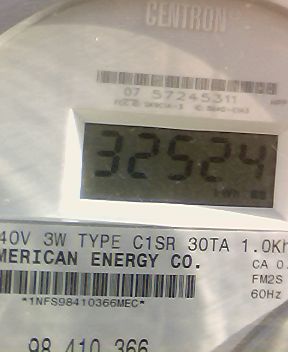 CENTRON
07 57245311
32524
40V 3W TYPE C1SR 30TA 1.0Kh
MERICAN ENERGY CO.
CA 0.
FM2S
*1NFS98410366MEC*
60Hz
98 410 366